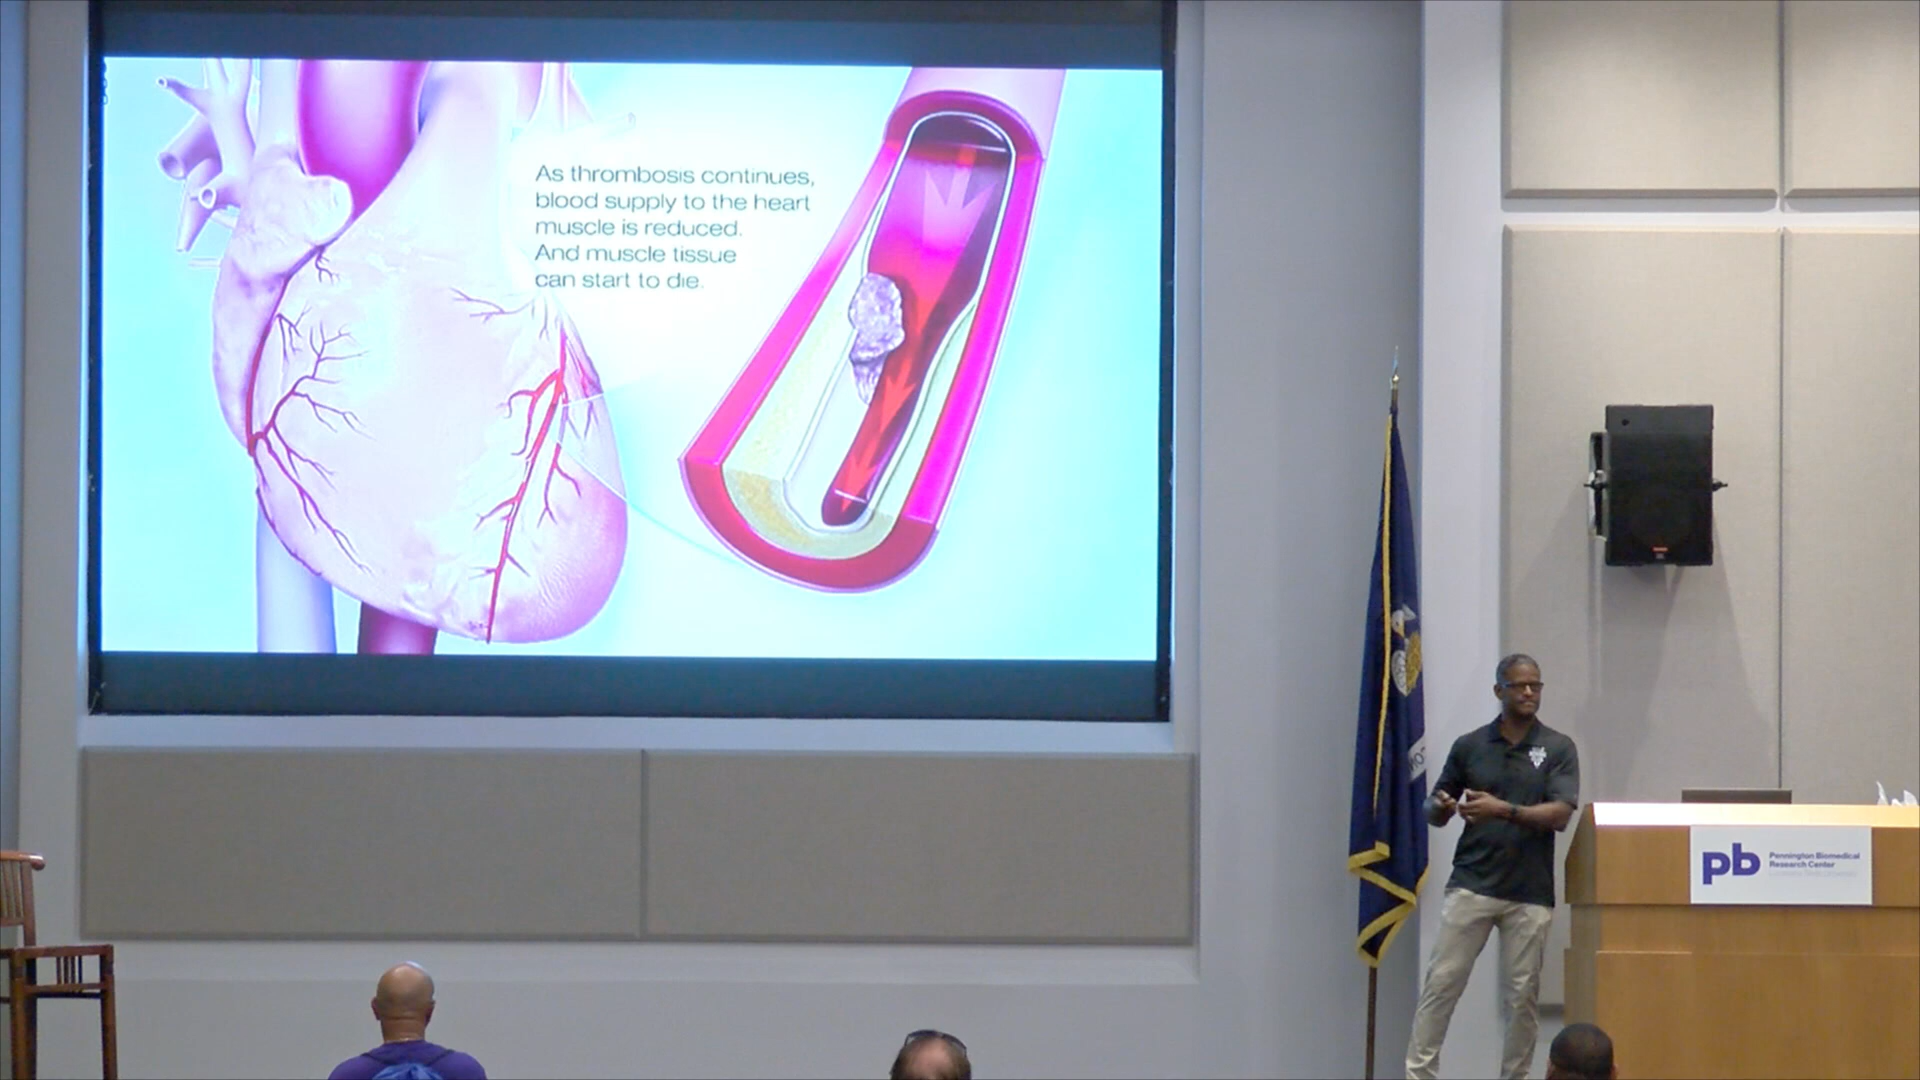 As thrombosis continues,
blood supply to the heart
muscle is reduced.
And muscle tissue
can start to die.
pb
Pennington Biomedical
Research Center